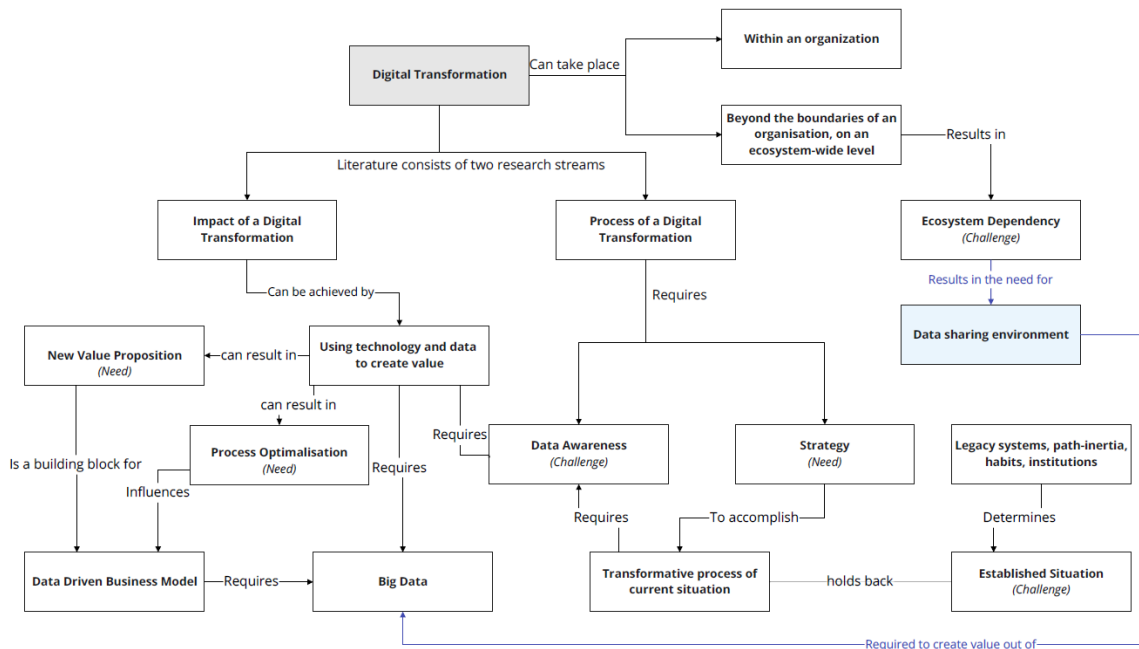 Within an organization
Digital Transformation
Can take place
Beyond the boundaries of an
organisation, on an
ecosystem-wide level
Results in
Literature consists of two research streams
Impact of a Digital
Transformation
Process of a Digital
Transformation
Ecosystem Dependency
(Challenge)
Results in the need for
Can be achieved by
Requires
Data sharing environment
New Value Proposition
(Need)
can result in
Using technology and data
to create value
can result in
Process Optimalisation
(Need)
Requires
Data Awareness
(Challenge)
Strategy
(Need)
Legacy systems, path-inertia,
habits, institutions
Is a building block for
Requires
Influences
Requires
To accomplish
Determines
Data Driven Business Model
Requires
Big Data
Transformative process of
current situation
holds back
Established Situation
(Challenge)
Required to create value out of